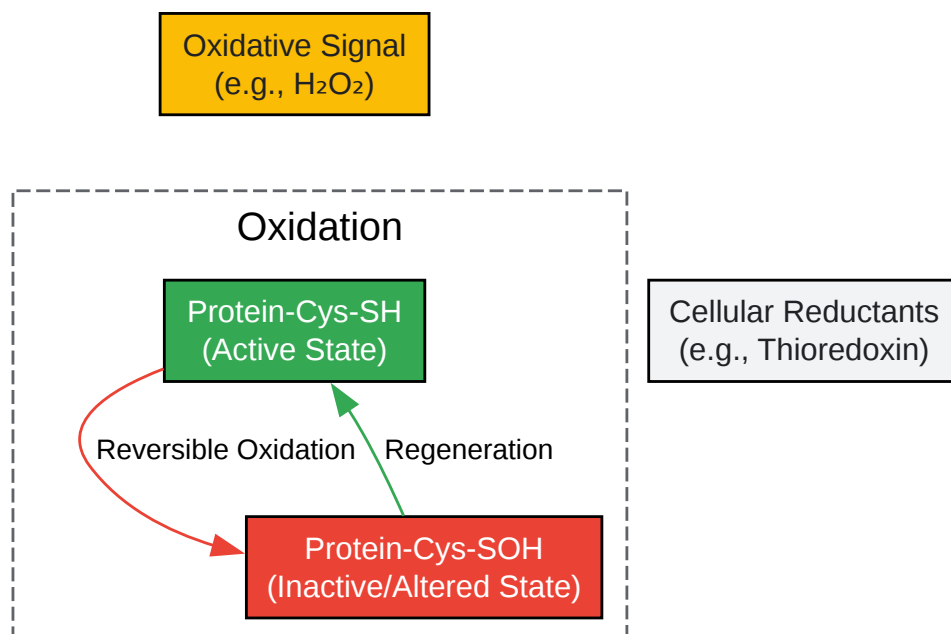 Oxidative Signal
(e.g., H₂O₂)
Oxidation
Protein-Cys-SH
(Active State)
Cellular Reductants
(e.g., Thioredoxin)
Reversible Oxidation
Regeneration
Protein-Cys-SOH
(Inactive/Altered State)